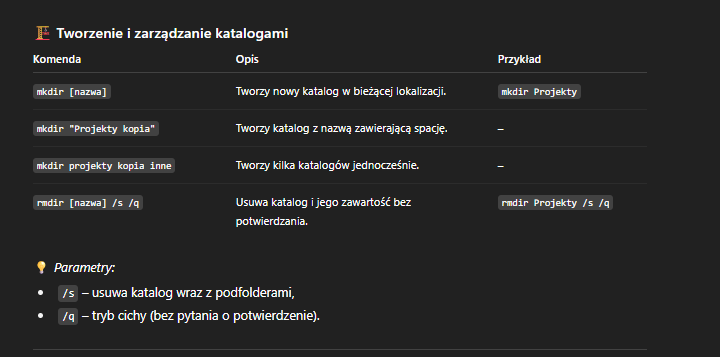 Tworzenie i zarządzanie katalogami
Komenda Opis Przykład
mkdir [nazwa] Tworzy nowy katalog w bieżącej lokalizacji. mkdir Projekty
mkdir "Projekty kopia" Tworzy katalog z nazwą zawierającą spację. –
mkdir projekty kopia inne Tworzy kilka katalogów jednocześnie. –
rmdir [nazwa] /s /q Usuwa katalog i jego zawartość bez rmdir Projekty /s /q
potwierdzania.
💡 Parametry:
• /s – usuwa katalog wraz z podfolderami,
• /q – tryb cichy (bez pytania o potwierdzenie).